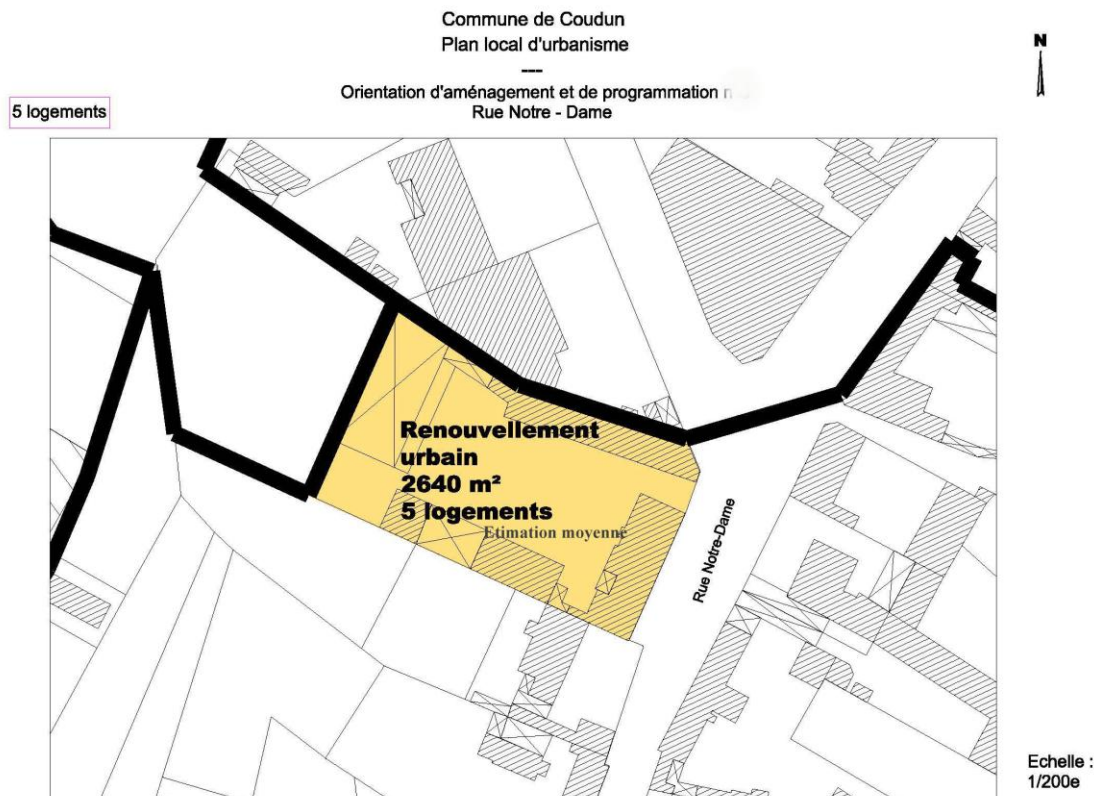 Commune de Coudun
Plan local d'urbanisme
---
Orientation d'aménagement et de programmation
Rue Notre - Dame
N
5 logements
Renouvellement
urbain
2640 m²
5 logements
Etimation moyenne
Rue Notre-Dame
Echelle :
1/200e